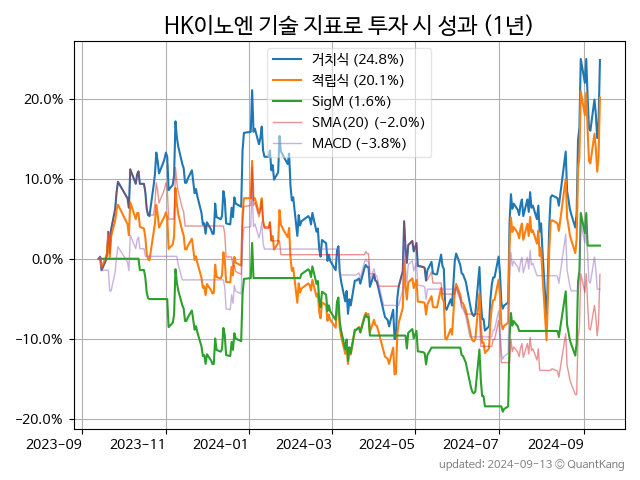 HK이노엔 기술 지표로 투자 시 성과 (1년)
거치식 (24.8%)
적립식 (20.1%)
SigM (1.6%)
SMA(20) (−2.0%)
MACD (−3.8%)
20.0%
10.0%
0.0%
−10.0%
−20.0%
2023-09 2023-11 2024-01 2024-03 2024-05 2024-07 2024-09
updated: 2024-09-13 ⓒ QuantKang